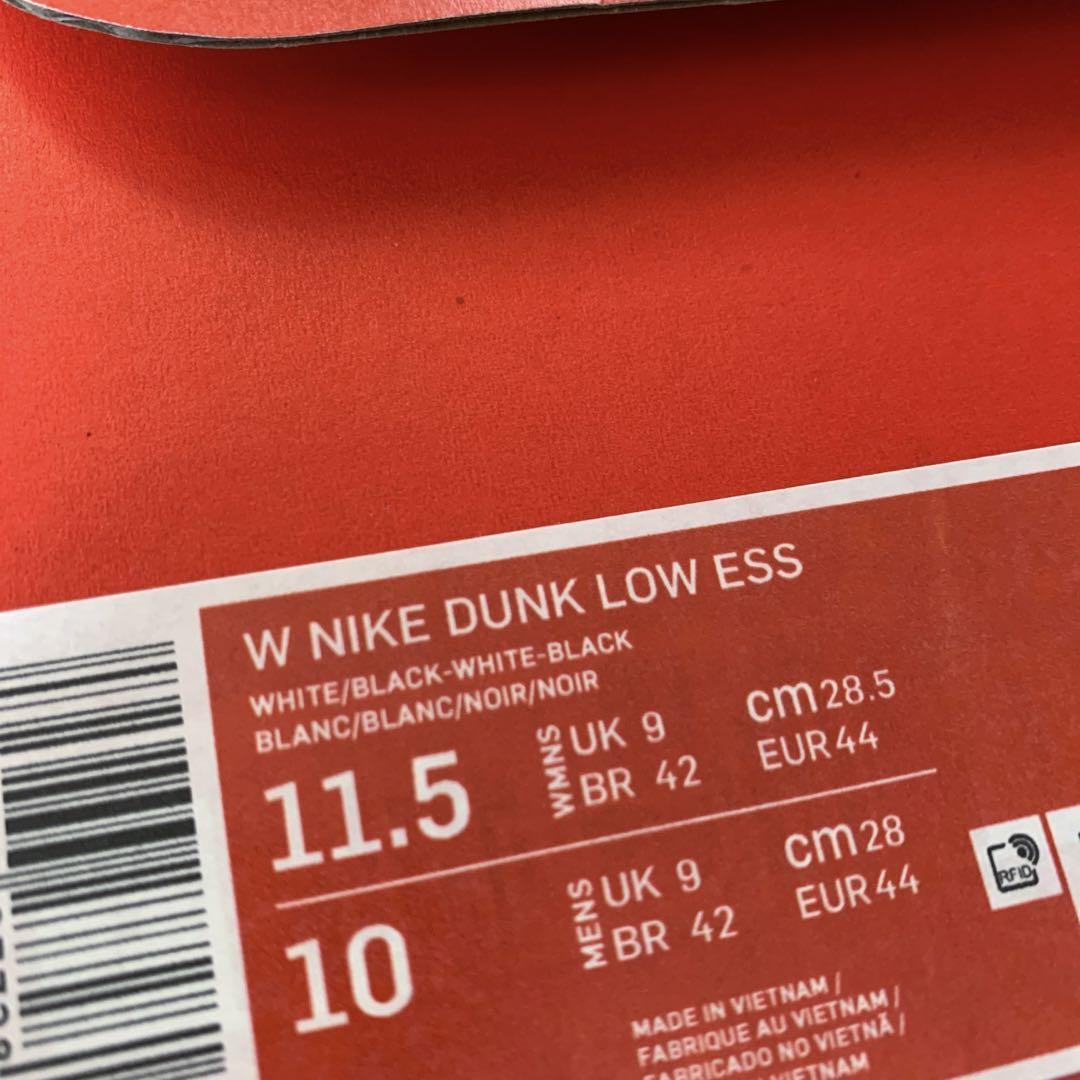 W NIKE DUNK LOW ESS
WHITE/BLACK-WHITE-BLACK
BLANC/BLANC/NOIR/NOIR
11.5
WMNS
UK 9
BR 42
cm 28.5
EUR 44
10
MENS
UK 9
BR 42
cm 28
EUR 44
RFID
MADE IN VIETNAM /
FABRIQUE AU VIETNAM /
FABRICADO NO VIETNÃ /
VIETNAM